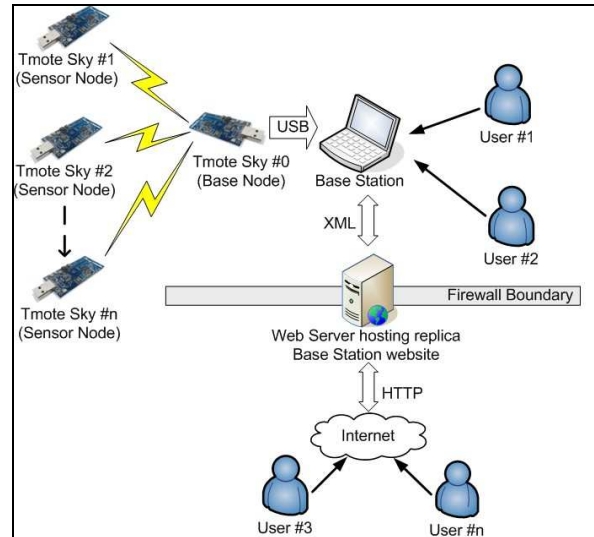 Tmote Sky #1
(Sensor Node)
Tmote Sky #2
(Sensor Node)
Tmote Sky #n
(Sensor Node)
Tmote Sky #0
(Base Node)
USB
Base Station
User #1
User #2
XML
Firewall Boundary
Web Server hosting replica
Base Station website
HTTP
Internet
User #3
User #n